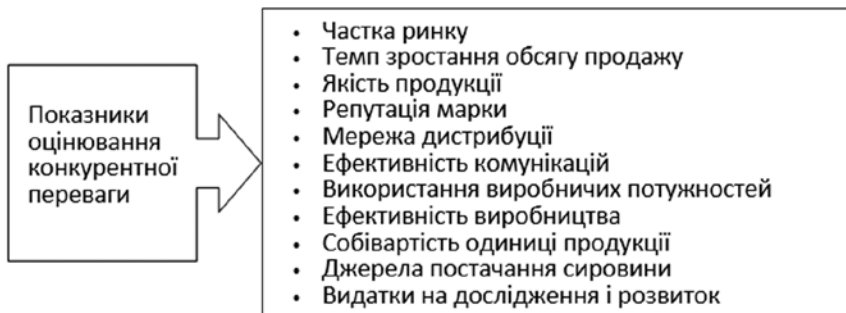 Показники
оцінювання
конкурентної
переваги
• Частка ринку
• Темп зростання обсягу продажу
• Якість продукції
• Репутація марки
• Мережа дистрибуції
• Ефективність комунікацій
• Використання виробничих потужностей
• Ефективність виробництва
• Собівартість одиниці продукції
• Джерела постачання сировини
• Видатки на дослідження і розвиток